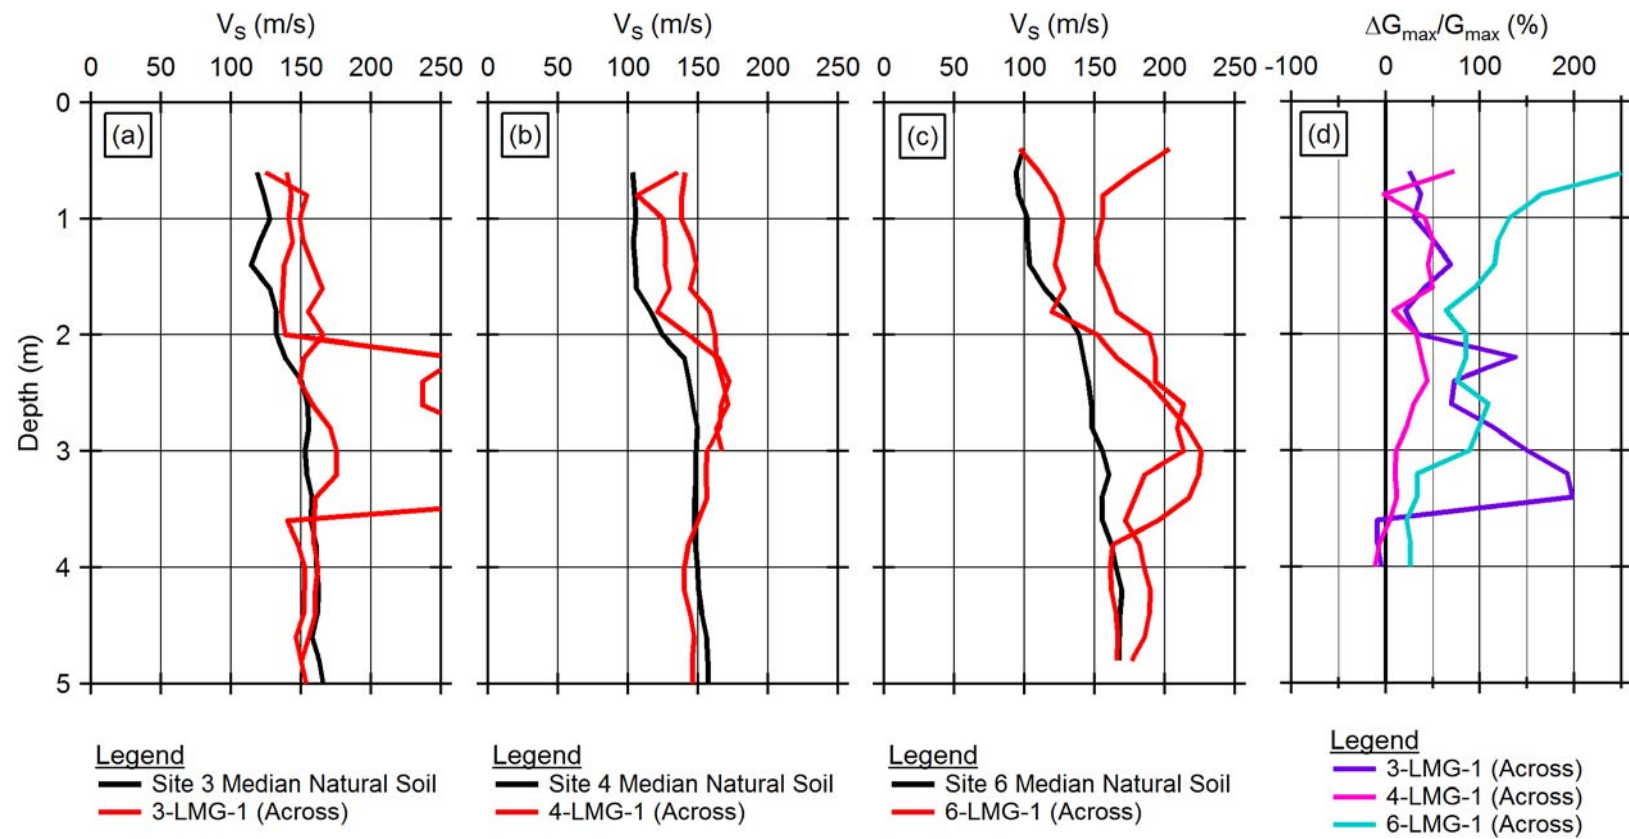 V_S (m/s) V_S (m/s) V_S (m/s) ΔG_max/G_max (%)
0 50 100 150 200 250 0 50 100 150 200 250 0 50 100 150 200 250 -100 0 100 200
0
(a) (b) (c) (d)
1
2
Depth (m)
3
4
5
Legend
Site 3 Median Natural Soil
3-LMG-1 (Across)
Legend
Site 4 Median Natural Soil
4-LMG-1 (Across)
Legend
Site 6 Median Natural Soil
6-LMG-1 (Across)
Legend
3-LMG-1 (Across)
4-LMG-1 (Across)
6-LMG-1 (Across)